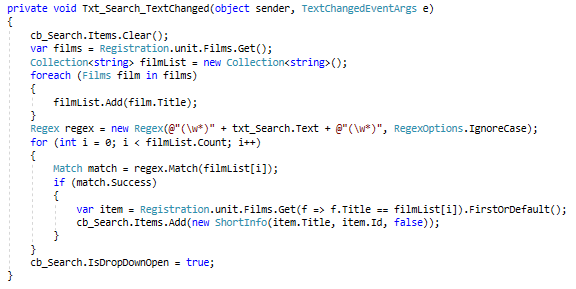 private void Txt_Search_TextChanged(object sender, TextChangedEventArgs e)
{
    cb_Search.Items.Clear();
    var films = Registration.unit.Films.Get();
    Collection<string> filmList = new Collection<string>();
    foreach (Films film in films)
    {
        filmList.Add(film.Title);
    }
    Regex regex = new Regex(@"(\w*)" + txt_Search.Text + @"(\w*)", RegexOptions.IgnoreCase);
    for (int i = 0; i < filmList.Count; i++)
    {
        Match match = regex.Match(filmList[i]);
        if (match.Success)
        {
            var item = Registration.unit.Films.Get(f => f.Title == filmList[i]).FirstOrDefault();
            cb_Search.Items.Add(new ShortInfo(item.Title, item.Id, false));
        }
    }
    cb_Search.IsDropDownOpen = true;
}